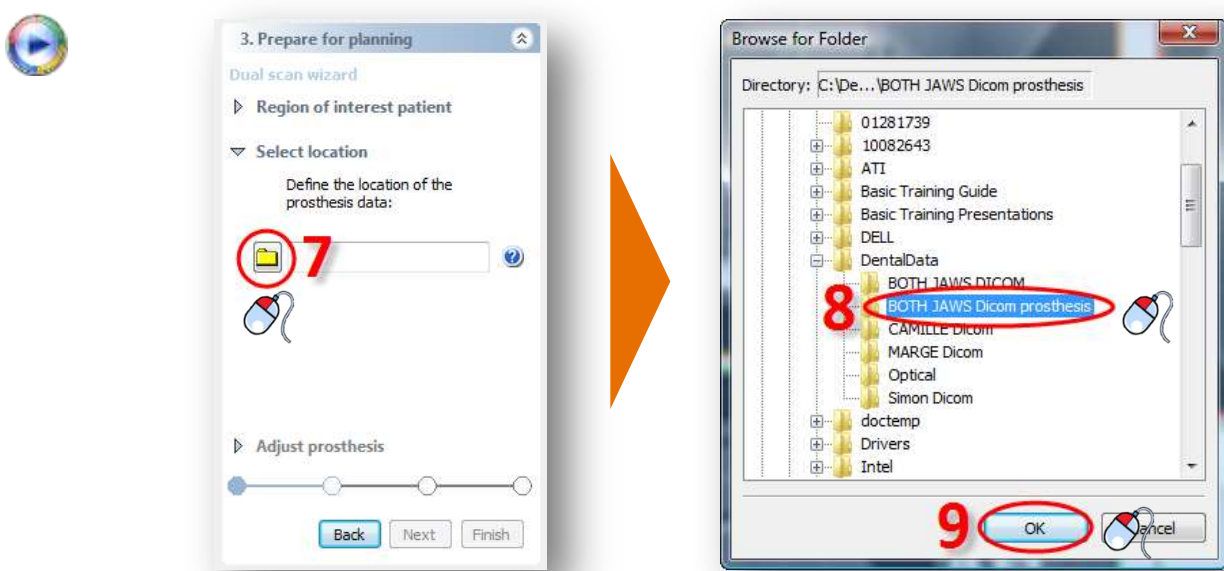 3. Prepare for planning
Dual scan wizard
Region of interest patient
Select location
Define the location of the
prosthesis data:
7
Adjust prosthesis
Back Next Finish
Browse for Folder
Directory: C:\De...\BOTH JAWS Dicom prosthesis
01281739
10082643
ATI
Basic Training Guide
Basic Training Presentations
DELL
DentalData
BOTH JAWS DICOM
8
BOTH JAWS Dicom prosthesis
CAMILLE Dicom
MARGE Dicom
Optical
Simon Dicom
doctemp
Drivers
Intel
9 OK Cancel